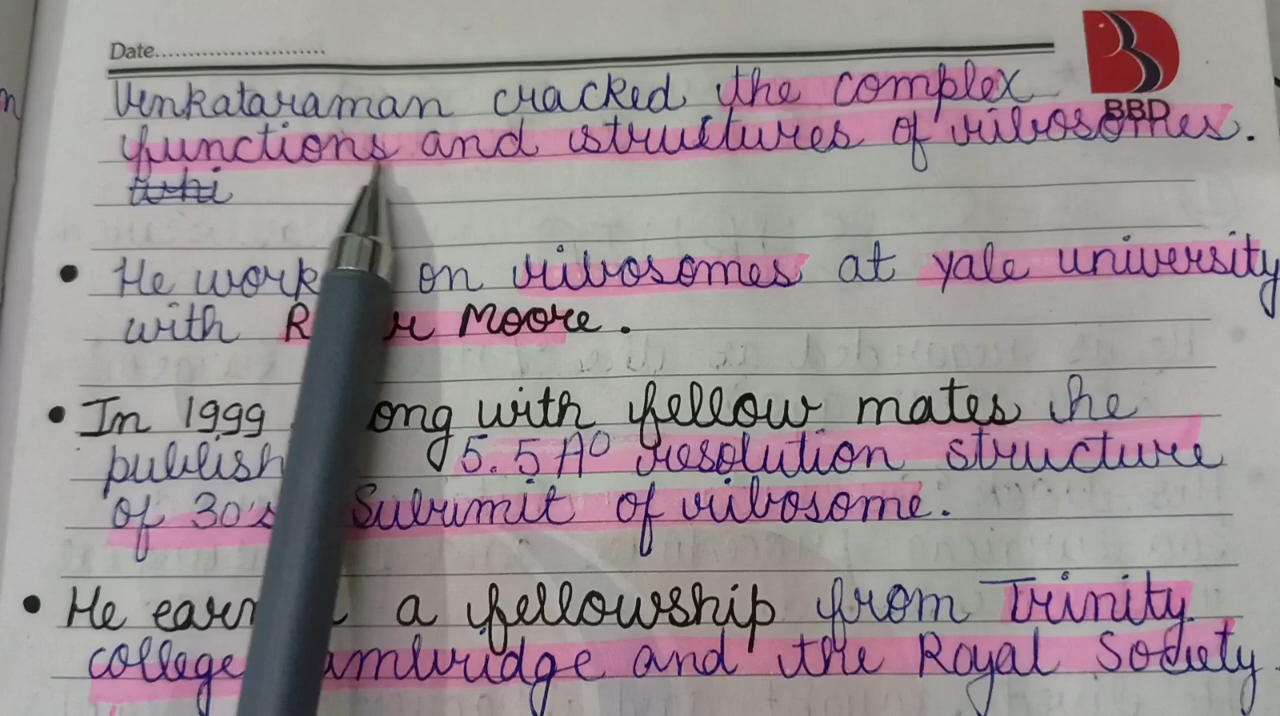 Date........................
BBD
Venkataraman cracked the complex
functions and structures of ribosomes.
He work on ribosomes at yale university
with R r Moore.
In 1999 ong with fellow mates he
publish 5.5A° resolution structure
of 30's Subunit of ribosome.
He earn a fellowship from Trinity
college ambridge and the Royal Society